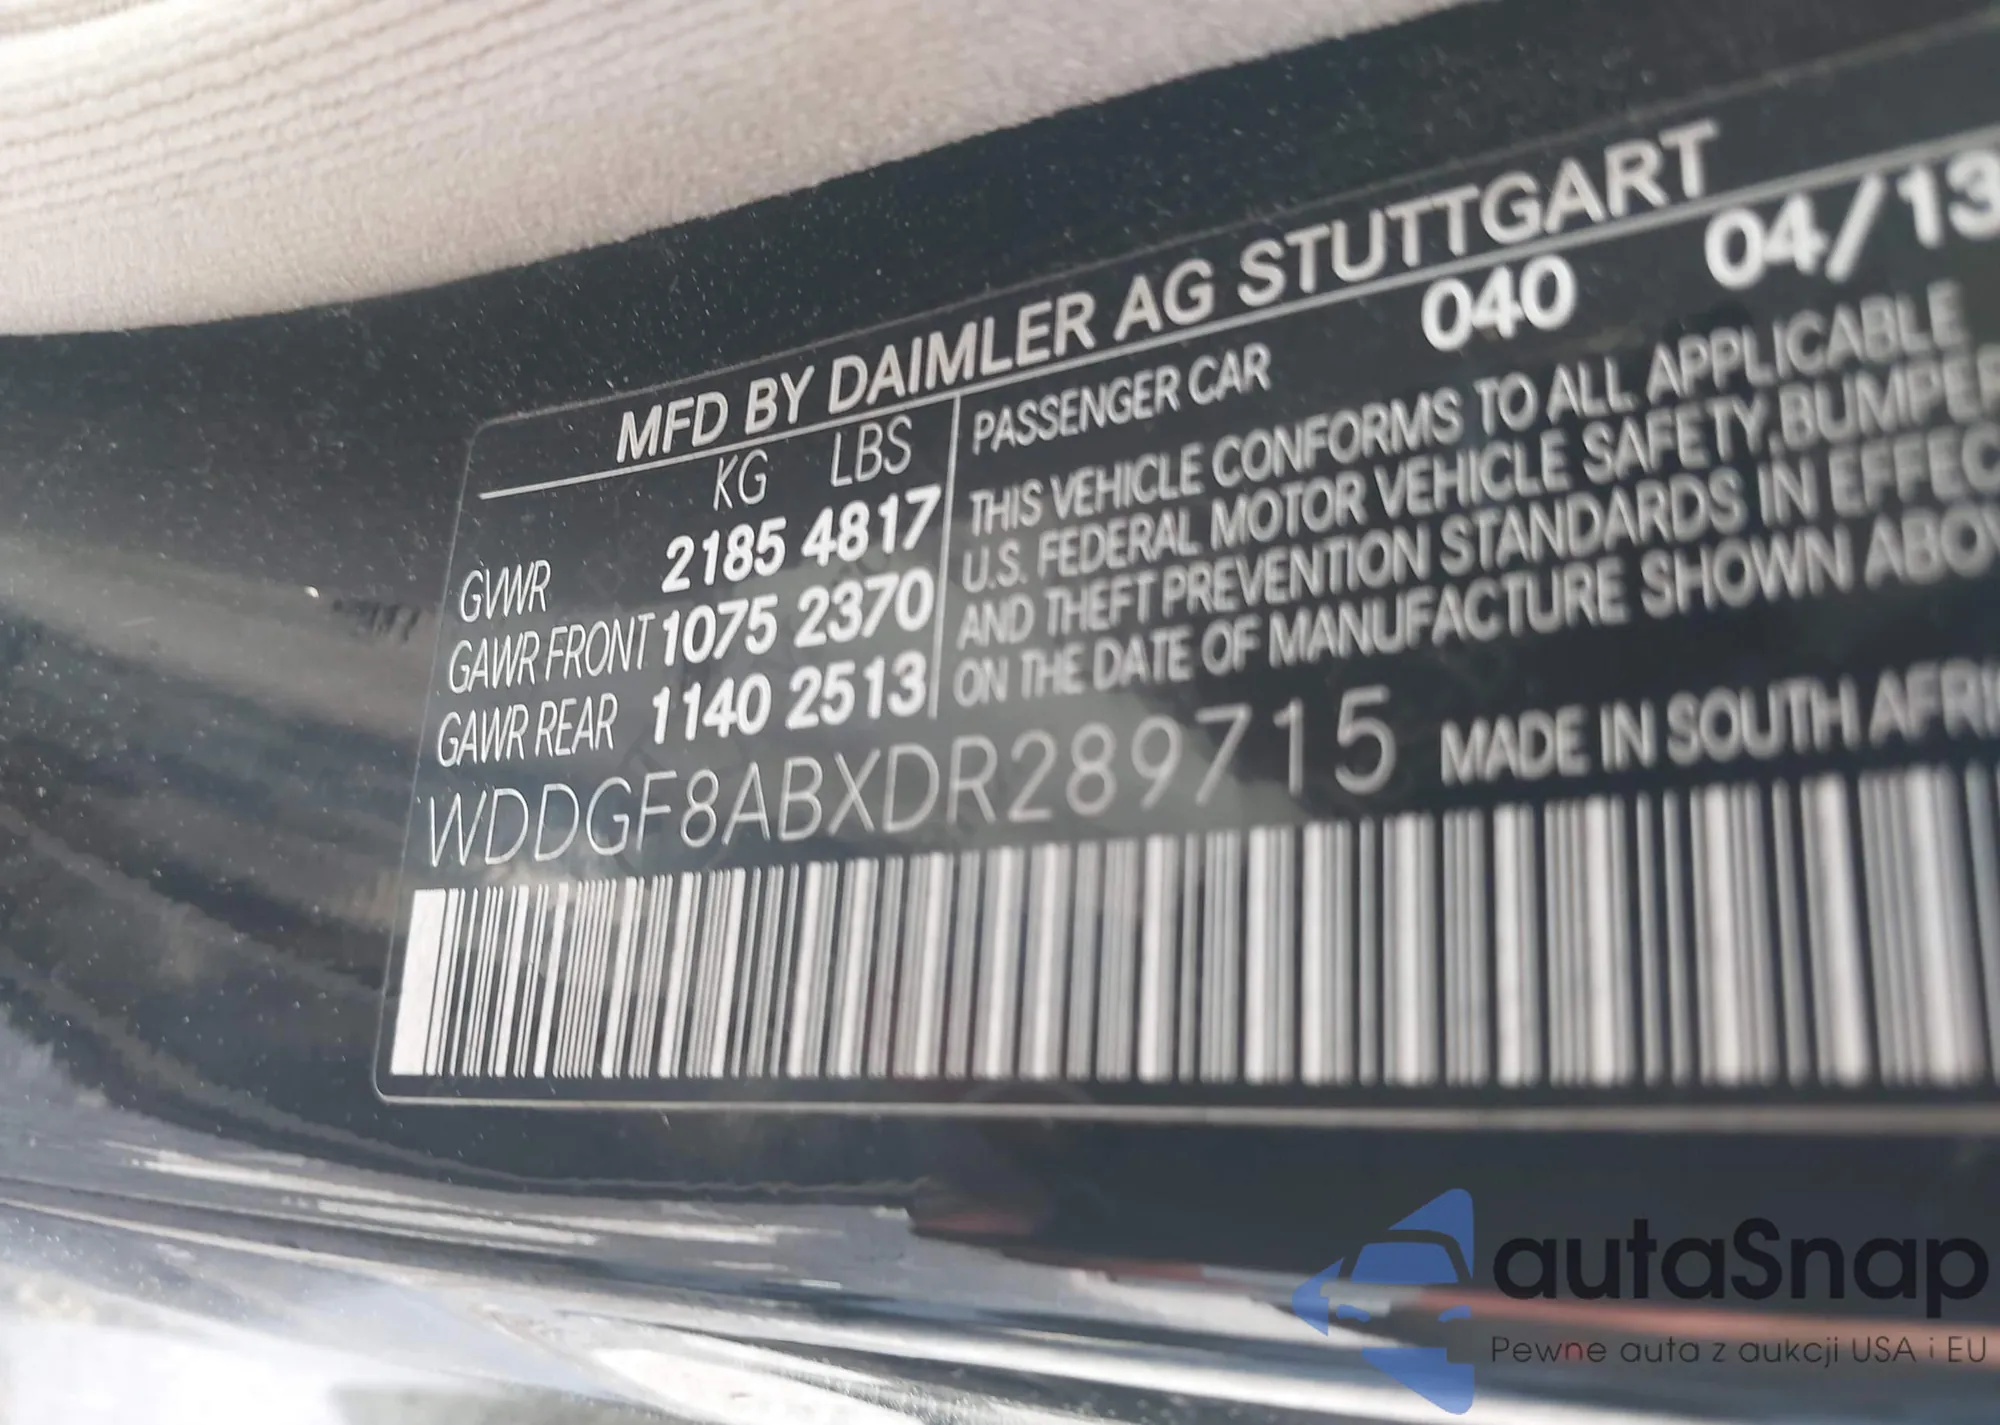 MFD BY DAIMLER AG STUTTGART
KG LBS
GVWR 2185 4817
GAWR FRONT 1075 2370
GAWR REAR 1140 2513
PASSENGER CAR 040 04/13
THIS VEHICLE CONFORMS TO ALL APPLICABLE
U.S. FEDERAL MOTOR VEHICLE SAFETY, BUMPER
AND THEFT PREVENTION STANDARDS IN EFFEC
ON THE DATE OF MANUFACTURE SHOWN ABOV
WDDGF8ABXDR289715 MADE IN SOUTH AFRI
autaSnap
Pewne auta z aukcji USA i EU